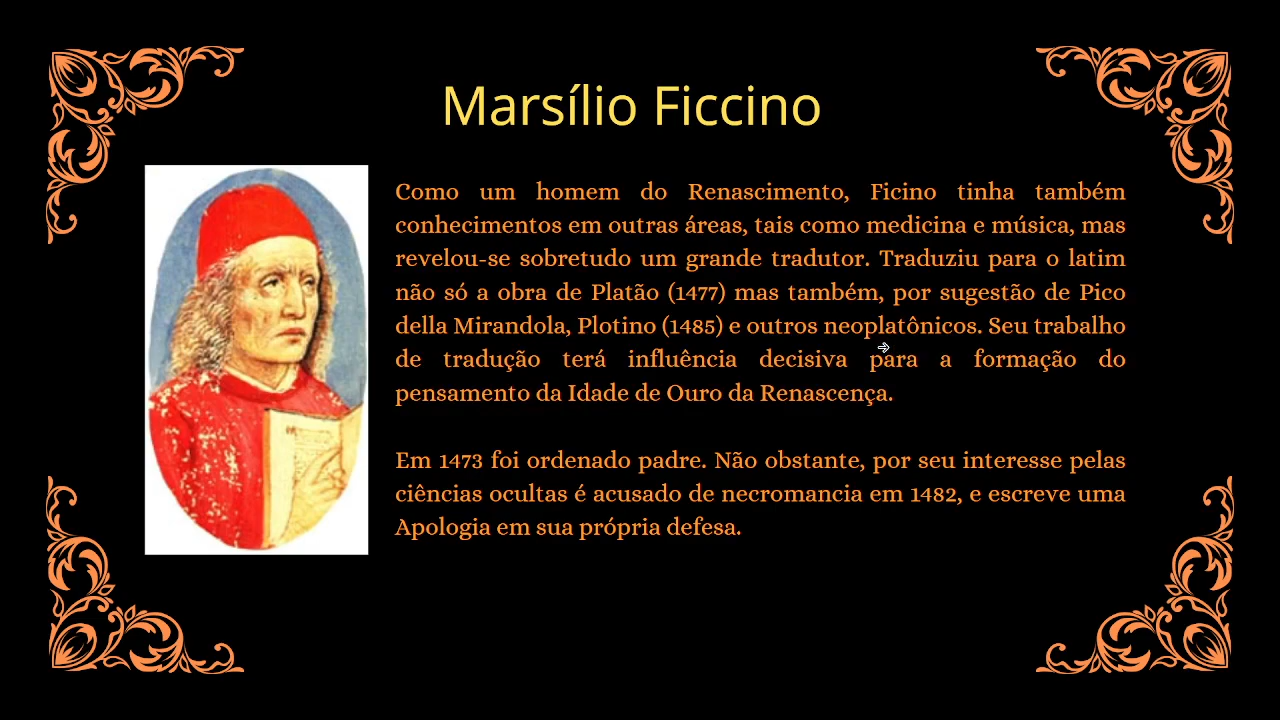 Marsílio Ficcino
Como um homem do Renascimento, Ficino tinha também
conhecimentos em outras áreas, tais como medicina e música, mas
revelou-se sobretudo um grande tradutor. Traduziu para o latim
não só a obra de Platão (1477) mas também, por sugestão de Pico
della Mirandola, Plotino (1485) e outros neoplatônicos. Seu trabalho
de tradução terá influência decisiva para a formação do
pensamento da Idade de Ouro da Renascença.
Em 1473 foi ordenado padre. Não obstante, por seu interesse pelas
ciências ocultas é acusado de necromancia em 1482, e escreve uma
Apologia em sua própria defesa.